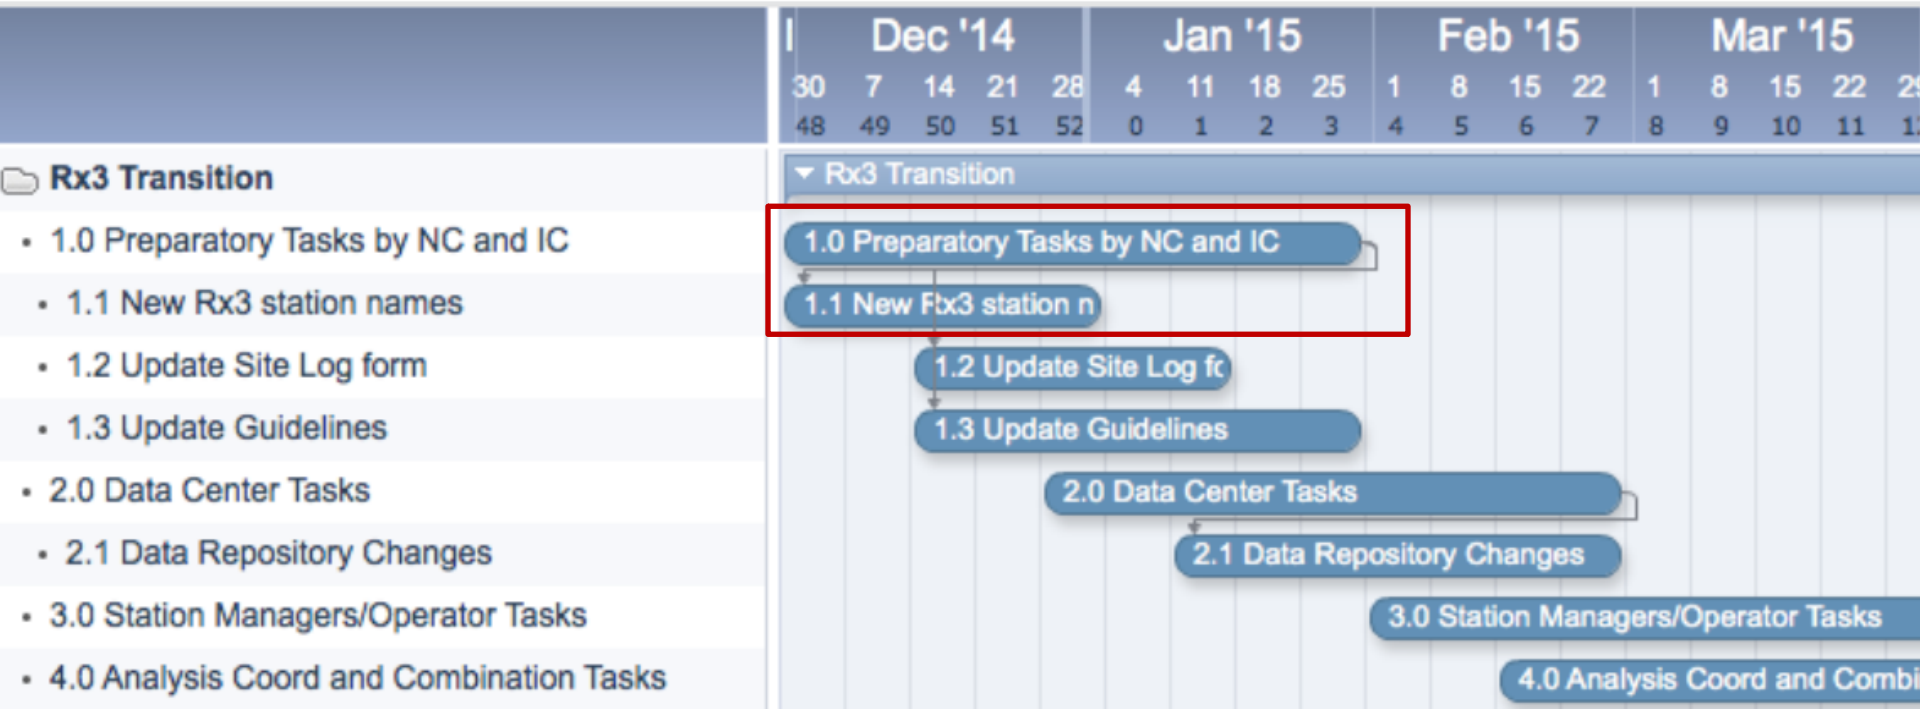 Dec '14 Jan '15 Feb '15 Mar '15
30 7 14 21 28 4 11 18 25 1 8 15 22 1 8 15 22 29
48 49 50 51 52 0 1 2 3 4 5 6 7 8 9 10 11
Rx3 Transition
Rx3 Transition
1.0 Preparatory Tasks by NC and IC
1.0 Preparatory Tasks by NC and IC
1.1 New Rx3 station names
1.1 New Rx3 station n
1.2 Update Site Log form
1.2 Update Site Log fo
1.3 Update Guidelines
1.3 Update Guidelines
2.0 Data Center Tasks
2.0 Data Center Tasks
2.1 Data Repository Changes
2.1 Data Repository Changes
3.0 Station Managers/Operator Tasks
3.0 Station Managers/Operator Tasks
4.0 Analysis Coord and Combination Tasks
4.0 Analysis Coord and Combi